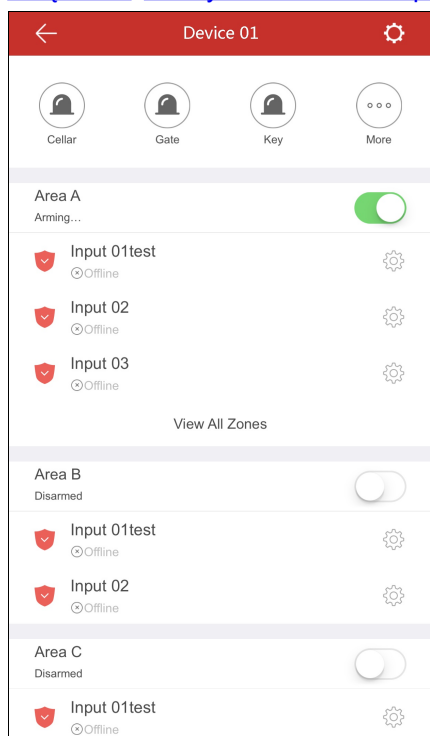 Device 01
Cellar Gate Key More
Area A
Arming...
Input 01test
Offline
Input 02
Offline
Input 03
Offline
View All Zones
Area B
Disarmed
Input 01test
Offline
Input 02
Offline
Area C
Disarmed
Input 01test
Offline